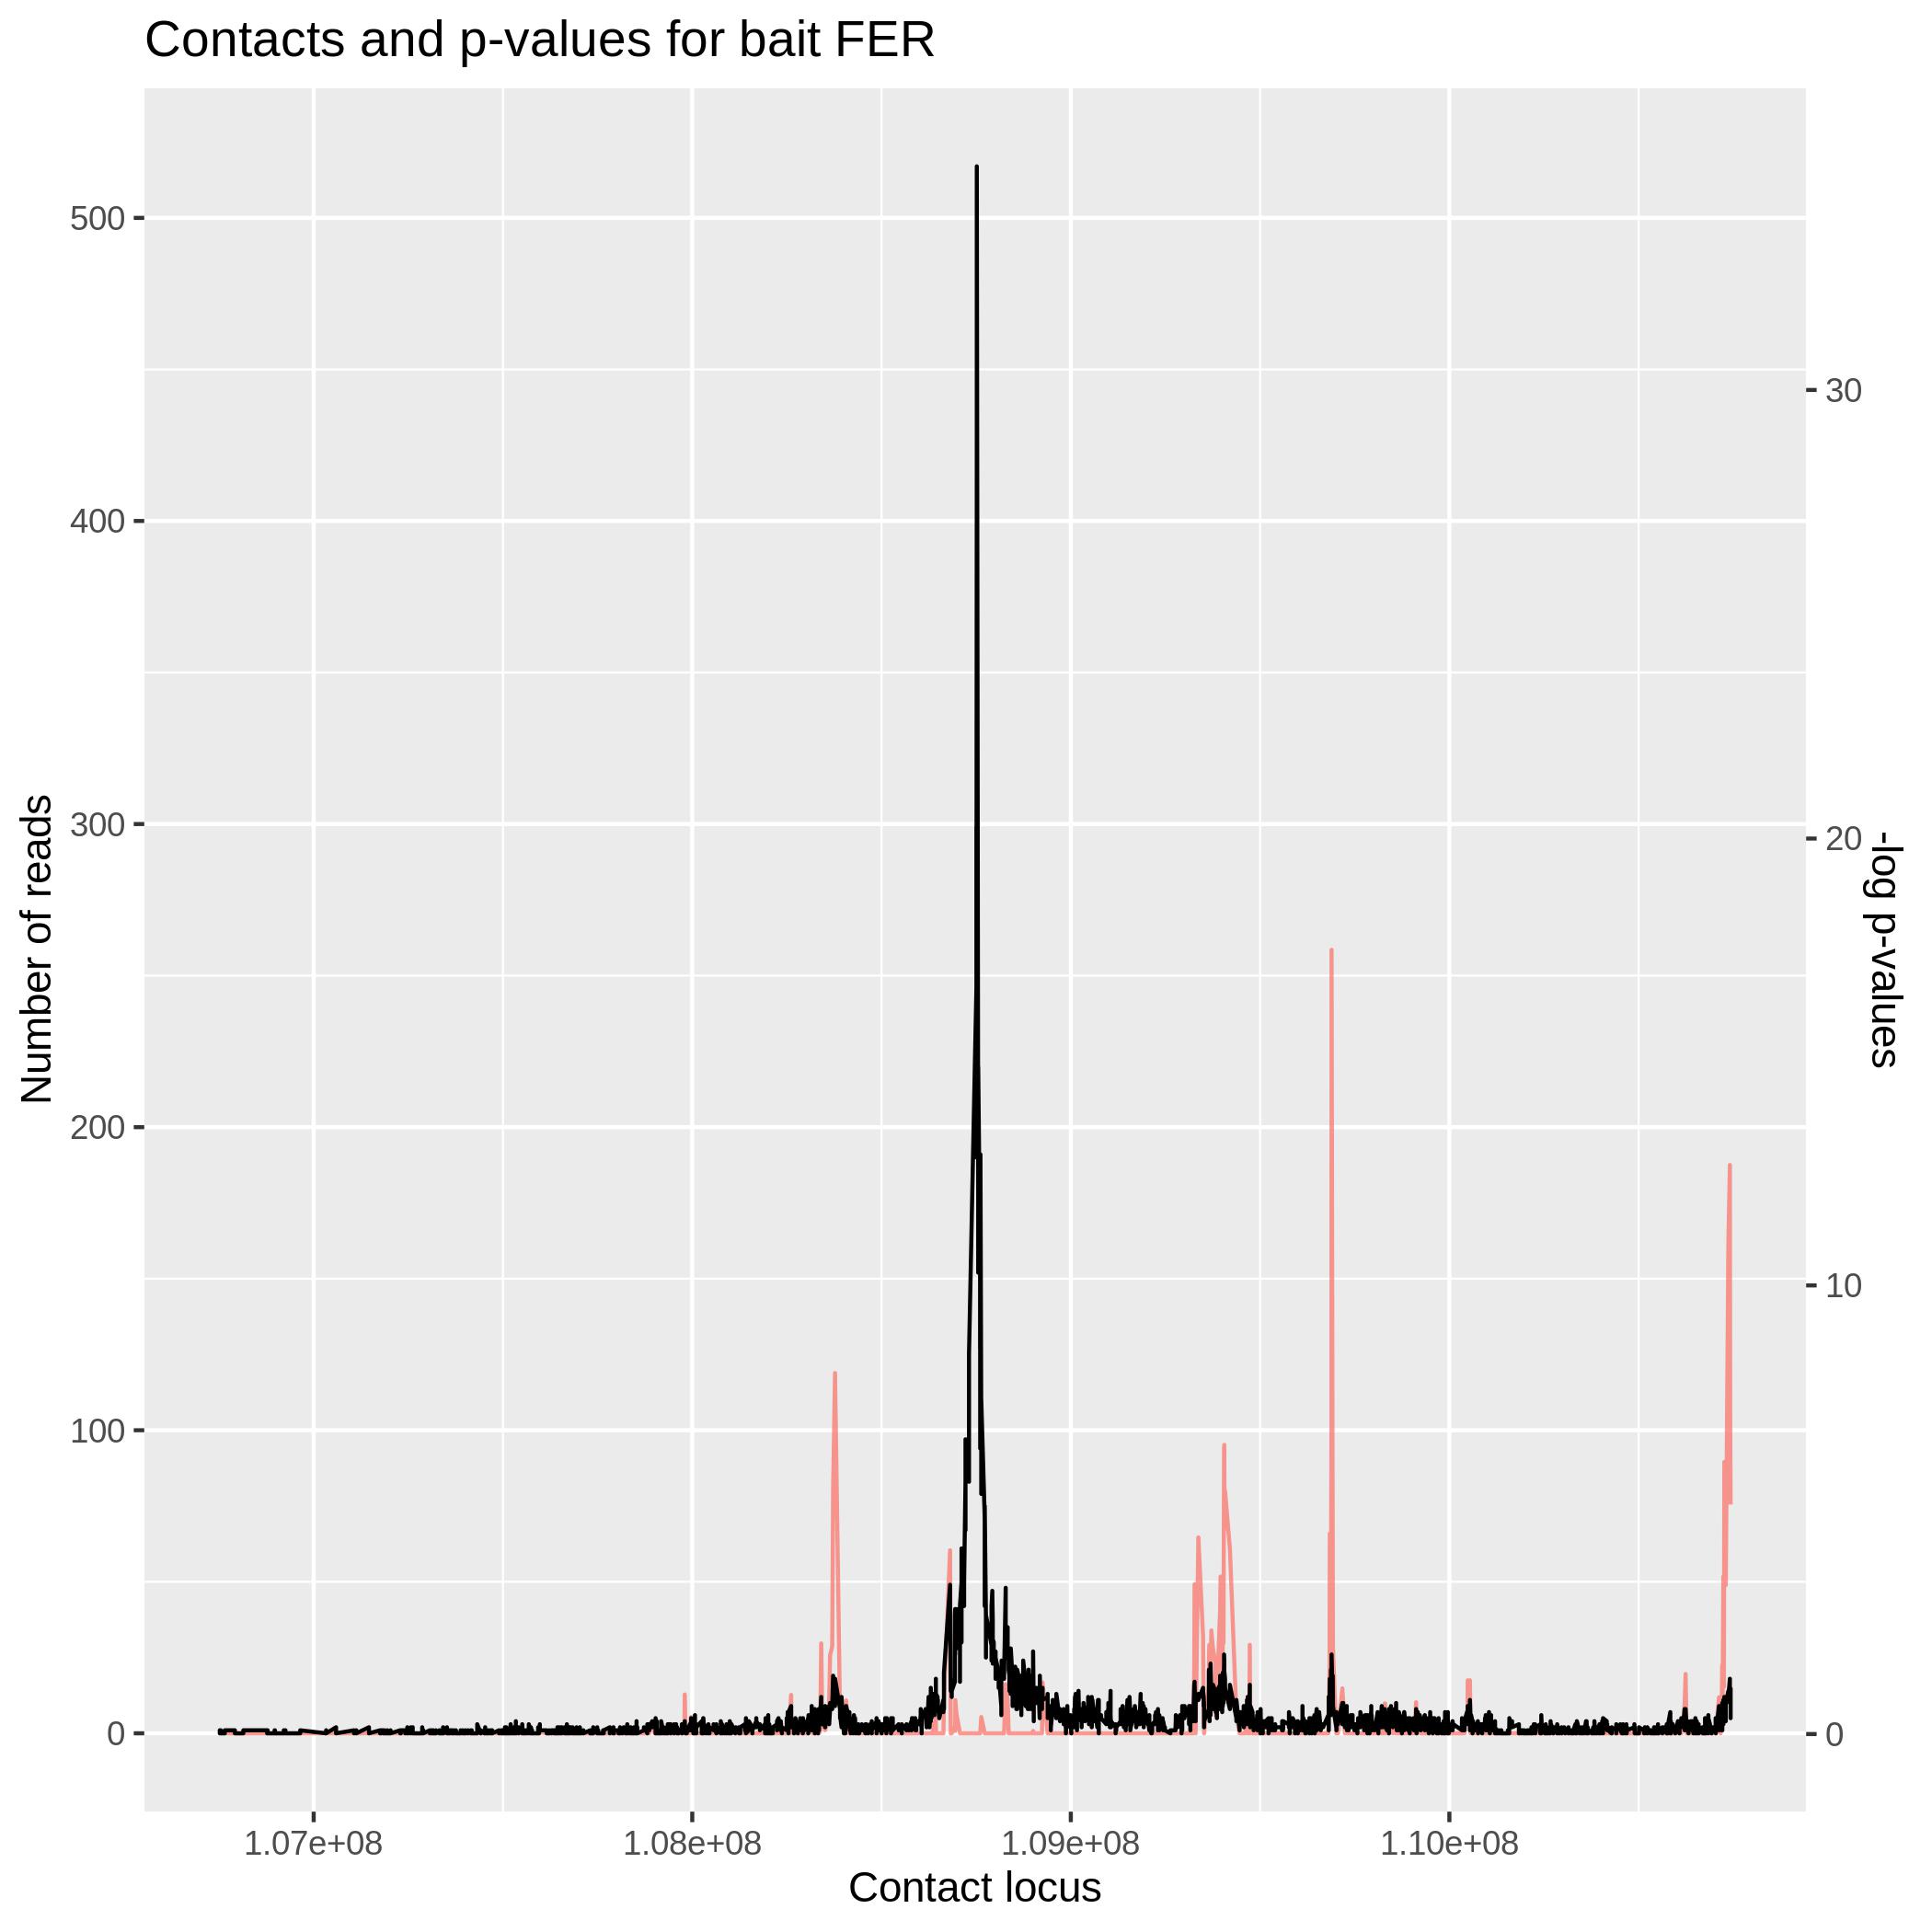 Contacts and p-values for bait FER
500
400
300
200
100
0
Number of reads
30
20
10
0
-log p-values
1.07e+08 1.08e+08 1.09e+08 1.10e+08
Contact locus